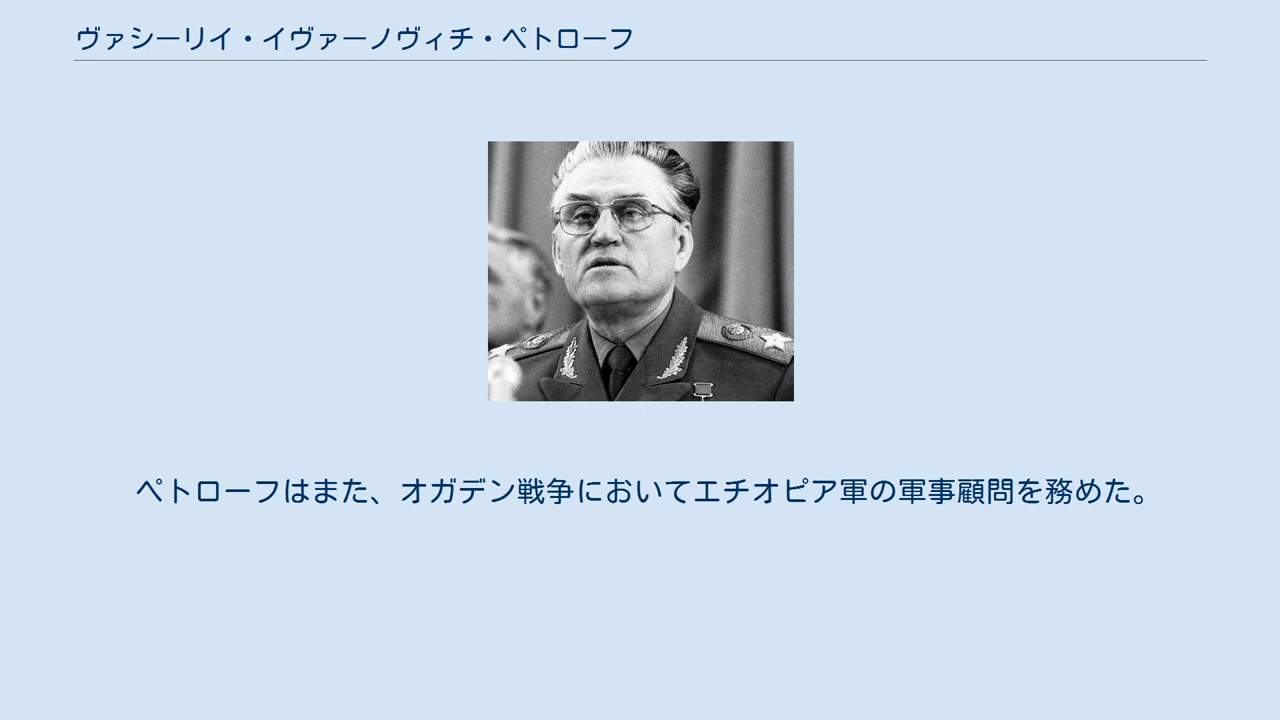 ヴァシーリイ・イヴァーノヴィチ・ペトローフ
ペトローフはまた、オガデン戦争においてエチオピア軍の軍事顧問を務めた。